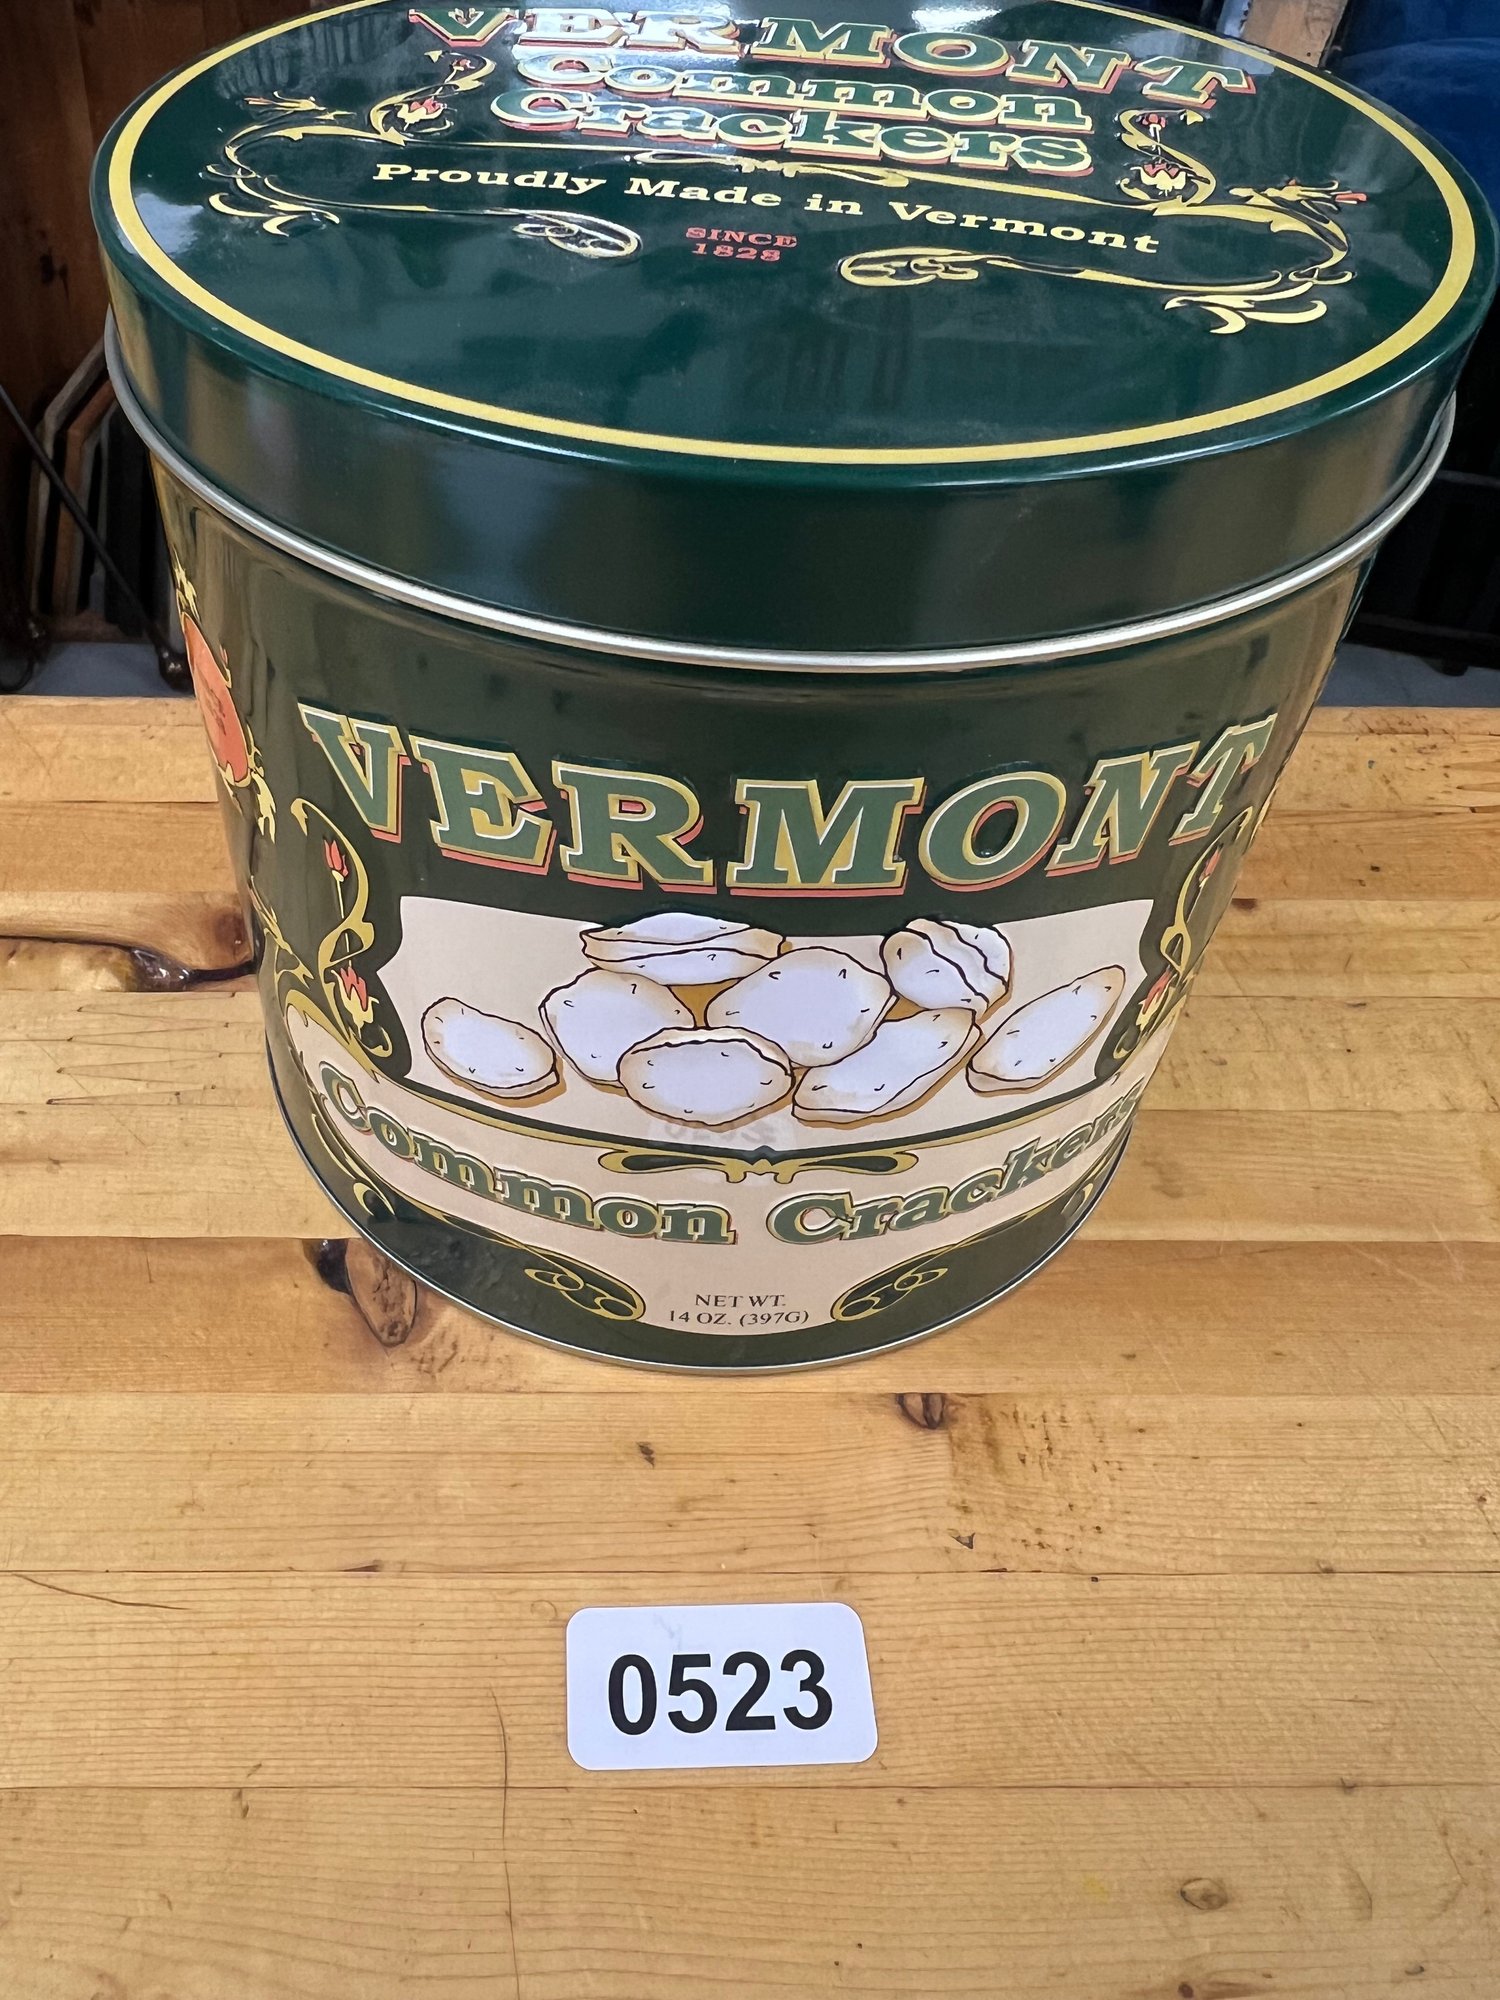 VERMONT
Common
Crackers
Proudly Made in Vermont
SINCE
1828
VERMONT
Common Crackers
NET WT.
14 OZ. (397G)
0523